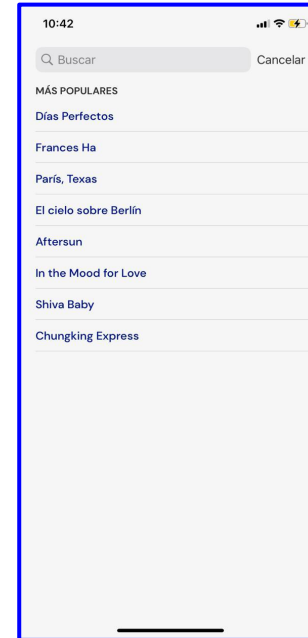 10:42
Buscar
Cancelar
MÁS POPULARES
Días Perfectos
Frances Ha
París, Texas
El cielo sobre Berlín
Aftersun
In the Mood for Love
Shiva Baby
Chungking Express